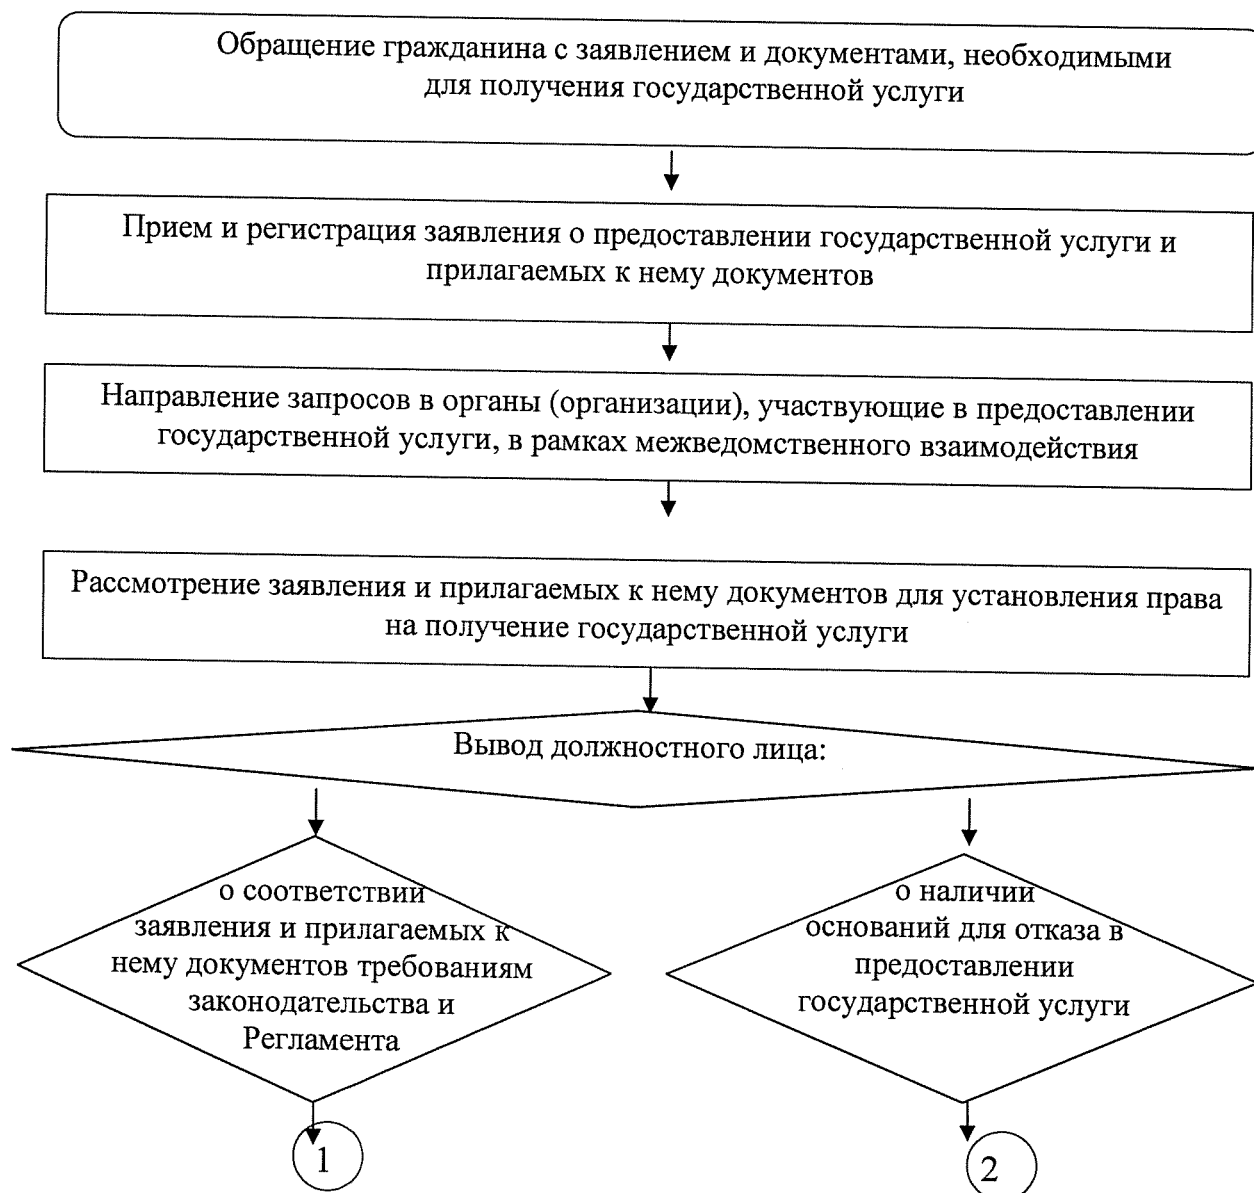 Обращение гражданина с заявлением и документами, необходимыми
для получения государственной услуги
Прием и регистрация заявления о предоставлении государственной услуги и
прилагаемых к нему документов
Направление запросов в органы (организации), участвующие в предоставлении
государственной услуги, в рамках межведомственного взаимодействия
Рассмотрение заявления и прилагаемых к нему документов для установления права
на получение государственной услуги
Вывод должностного лица:
о соответствии
заявления и прилагаемых к
нему документов требованиям
законодательства и
Регламента
о наличии
оснований для отказа в
предоставлении
государственной услуги
1
2